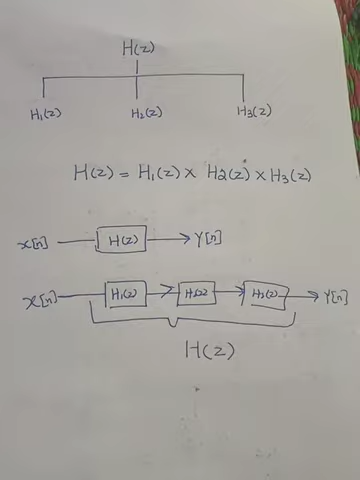 H(z)
H₁(z) H₂(z) H₃(z)
H(z) = H₁(z) × H2(z) × H₃(z)
x[n] H(z) Y[n]
x[n] H₁(z) H₂(z) H₃(z) Y[n]
H(z)